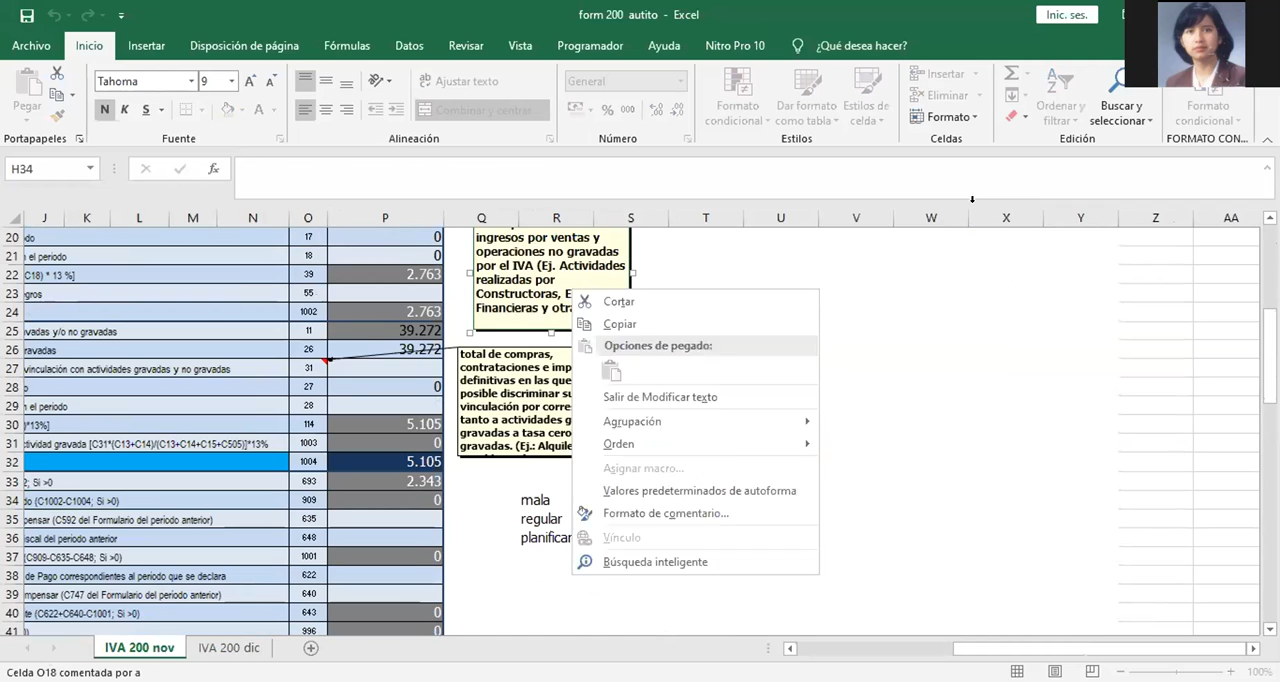 form 200 autito - Excel
Inic. ses.
Archivo Inicio Insertar Disposición de página Fórmulas Datos Revisar Vista Programador Ayuda Nitro Pro 10 ¿Qué desea hacer?
Pegar
Tahoma 9
N K S
Ajustar texto
Combinar y centrar
General
% 000
Formato condicional
Dar formato como tabla
Estilos de celda
Insertar
Eliminar
Formato
Ordenar y filtrar
Buscar y seleccionar
Formato condicional
Portapapeles Fuente Alineación Número Estilos Celdas Edición FORMATO CON...
H34 fx
J K L M N O P Q R S T U V W X Y Z AA
20 do 17 0
21 n el periodo 18 0
22 C18) * 13 %] 39 2.763
23 egros 55
24 1002 2.763
25 vadas y/o no gravadas 11 39.272
26 gravadas 26 39.272
27 vinculación con actividades gravadas y no gravadas 31
28 o 27 0
29 n el periodo 28
30 )*13%] 114 5.105
31 ctividad gravada [C31*(C13+C14)/(C13+C14+C15+C505)]*13% 1003 0
32 1004 5.105
33 2; Si >0 693 2.343
34 do (C1002-C1004; Si >0) 909 0
35 pensar (C592 del Formulario del periodo anterior) 635
36 scal del periodo anterior 648
37 (C909-C635-C648; Si >0) 1001 0
38 de Pago correspondientes al periodo que se declara 622
39 mpensar (C747 del Formulario del periodo anterior) 640
40 te (C622+C640-C1001; Si >0) 643 0
41 996 0
ingresos por ventas y
operaciones no gravadas
por el IVA (Ej. Actividades
realizadas por
Constructoras, E
Financieras y otra
total de compras,
contrataciones e imp
definitivas en las que
posible discriminar su
vinculación por corre
tanto a actividades g
gravadas a tasa cero
gravadas. (Ej.: Alquile
mala
regular
planificar
Cortar
Copiar
Opciones de pegado:
Salir de Modificar texto
Agrupación
Orden
Asignar macro...
Valores predeterminados de autoforma
Formato de comentario...
Vínculo
Búsqueda inteligente
IVA 200 nov IVA 200 dic
Celda O18 comentada por a
100%